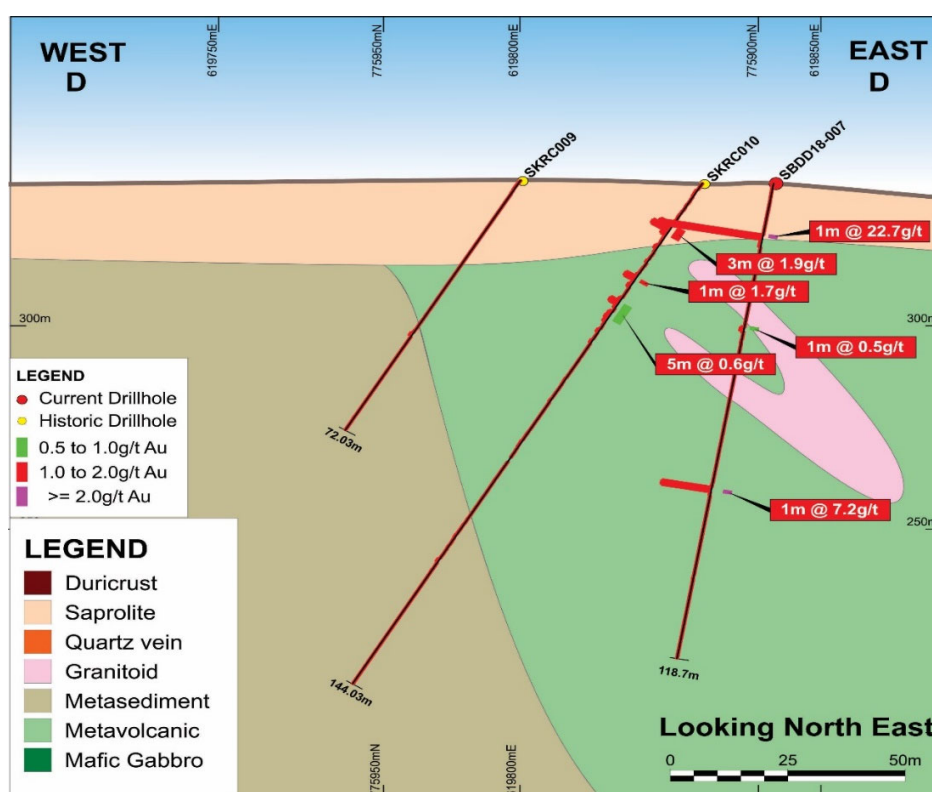 WEST
D
619750mE
775950mN
619800mE
775900mN
619850mE
EAST
D
SKRC009
SKRC010
SBDD18-007
1m @ 22.7g/t
3m @ 1.9g/t
1m @ 1.7g/t
300m
300m
1m @ 0.5g/t
5m @ 0.6g/t
LEGEND
Current Drillhole
Historic Drillhole
0.5 to 1.0g/t Au
1.0 to 2.0g/t Au
>= 2.0g/t Au
72.03m
1m @ 7.2g/t
250m
LEGEND
Duricrust
Saprolite
Quartz vein
Granitoid
Metasediment
Metavolcanic
Mafic Gabbro
144.03m
118.7m
775950mN
619800mE
775900mN
619850mE
Looking North East
0 25 50m